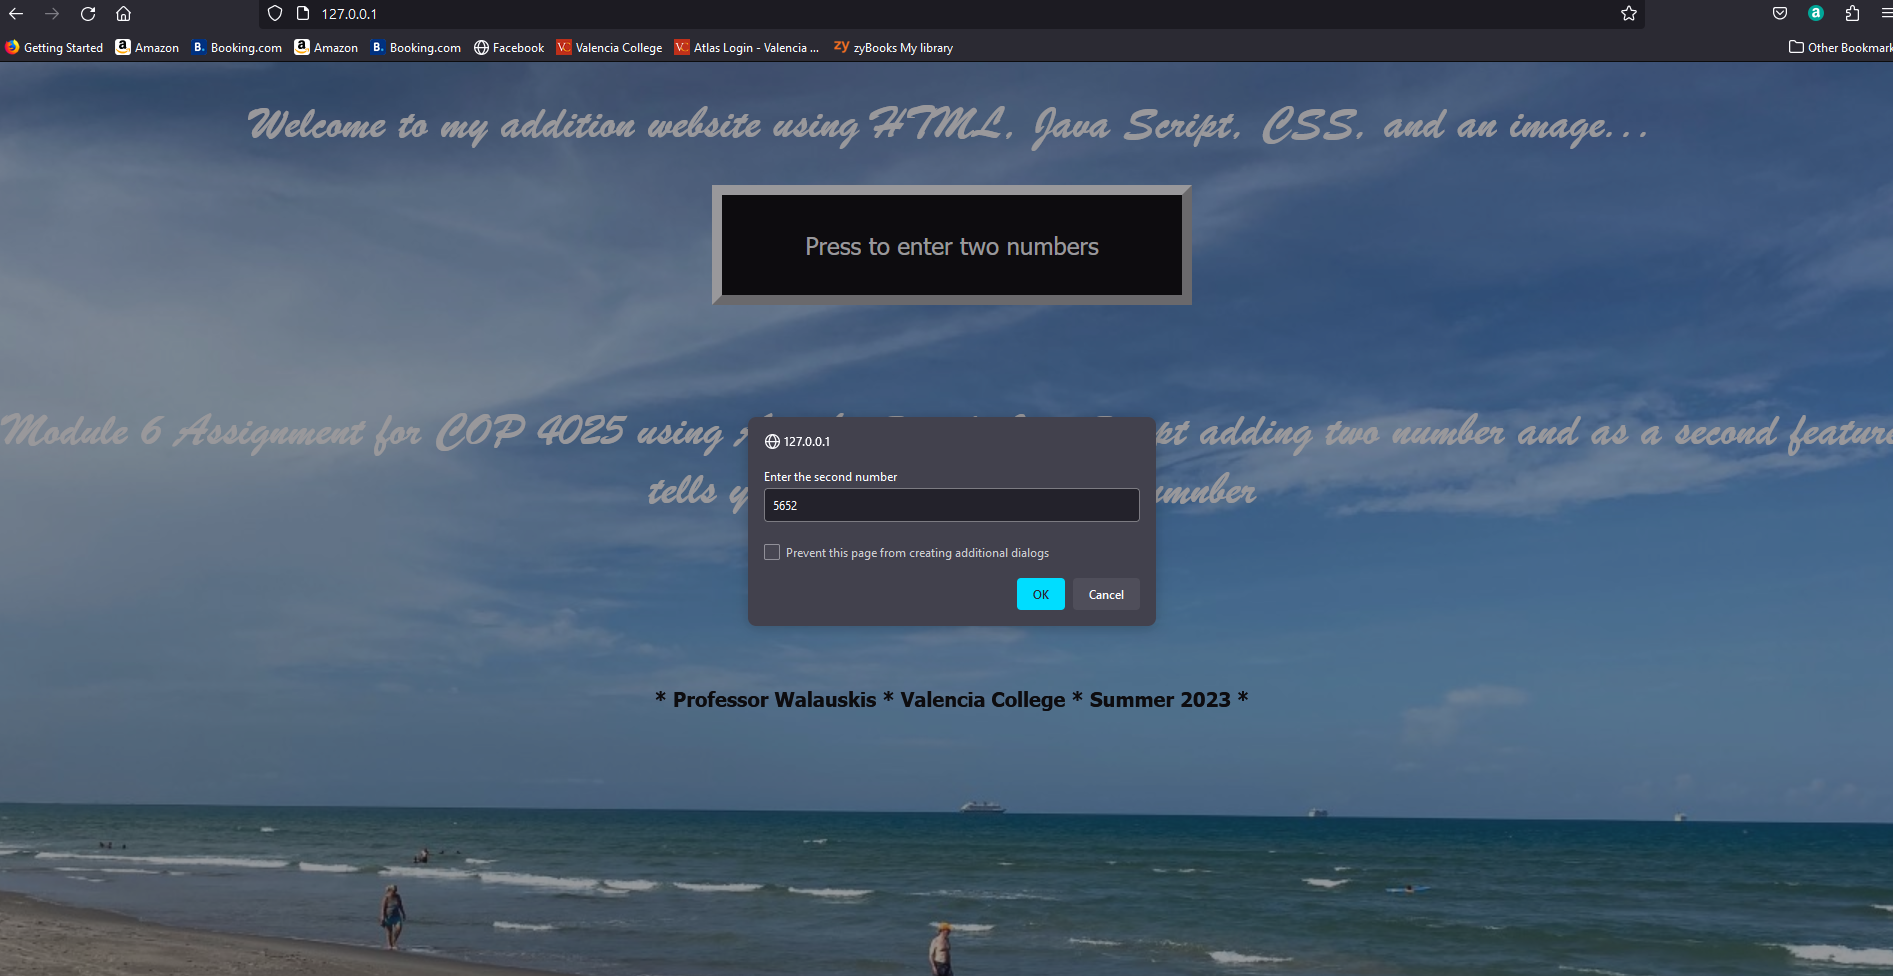 127.0.0.1
Getting Started Amazon Booking.com Amazon Booking.com Facebook Valencia College Atlas Login - Valencia ... zyBooks My library Other Bookmark
Welcome to my addition website using HTML, Java Script, CSS, and an image...
Press to enter two numbers
Module 6 Assignment for COP 4025 using pt adding two number and as a second feature
tells umnber
127.0.0.1
Enter the second number
5652
Prevent this page from creating additional dialogs
OK Cancel
* Professor Walauskis * Valencia College * Summer 2023 *